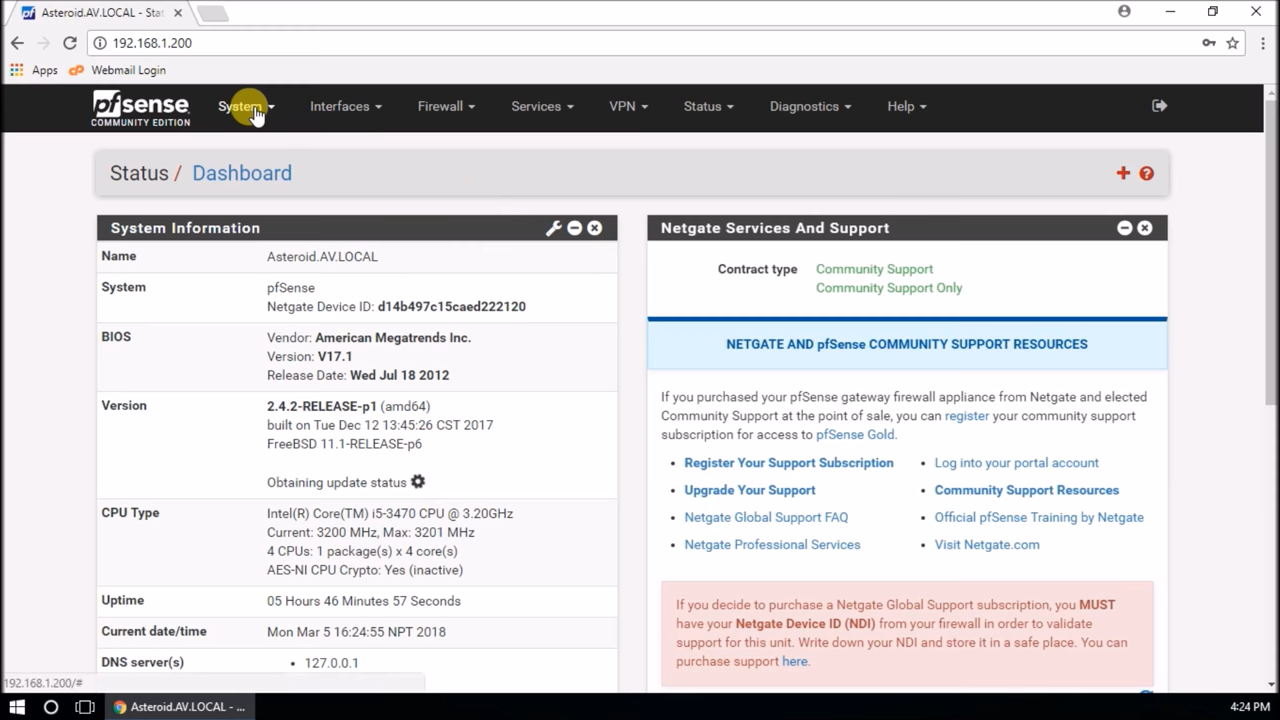 Asteroid.AV.LOCAL - Stat
192.168.1.200
Apps
Webmail Login
pfsense
COMMUNITY EDITION
System
Interfaces
Firewall
Services
VPN
Status
Diagnostics
Help
Status / Dashboard
System Information
Name
Asteroid.AV.LOCAL
System
pfSense
Netgate Device ID: d14b497c15caed222120
BIOS
Vendor: American Megatrends Inc.
Version: V17.1
Release Date: Wed Jul 18 2012
Version
2.4.2-RELEASE-p1 (amd64)
built on Tue Dec 12 13:45:26 CST 2017
FreeBSD 11.1-RELEASE-p6
Obtaining update status
CPU Type
Intel(R) Core(TM) i5-3470 CPU @ 3.20GHz
Current: 3200 MHz, Max: 3201 MHz
4 CPUs: 1 package(s) x 4 core(s)
AES-NI CPU Crypto: Yes (inactive)
Uptime
05 Hours 46 Minutes 57 Seconds
Current date/time
Mon Mar 5 16:24:55 NPT 2018
DNS server(s)
• 127.0.0.1
Netgate Services And Support
Contract type
Community Support
Community Support Only
NETGATE AND pfSense COMMUNITY SUPPORT RESOURCES
If you purchased your pfSense gateway firewall appliance from Netgate and elected
Community Support at the point of sale, you can register your community support
subscription for access to pfSense Gold.
• Register Your Support Subscription
• Upgrade Your Support
• Netgate Global Support FAQ
• Netgate Professional Services
• Log into your portal account
• Community Support Resources
• Official pfSense Training by Netgate
• Visit Netgate.com
If you decide to purchase a Netgate Global Support subscription, you MUST
have your Netgate Device ID (NDI) from your firewall in order to validate
support for this unit. Write down your NDI and store it in a safe place. You can
purchase support here.
192.168.1.200/#
Asteroid.AV.LOCAL - ...
4:24 PM